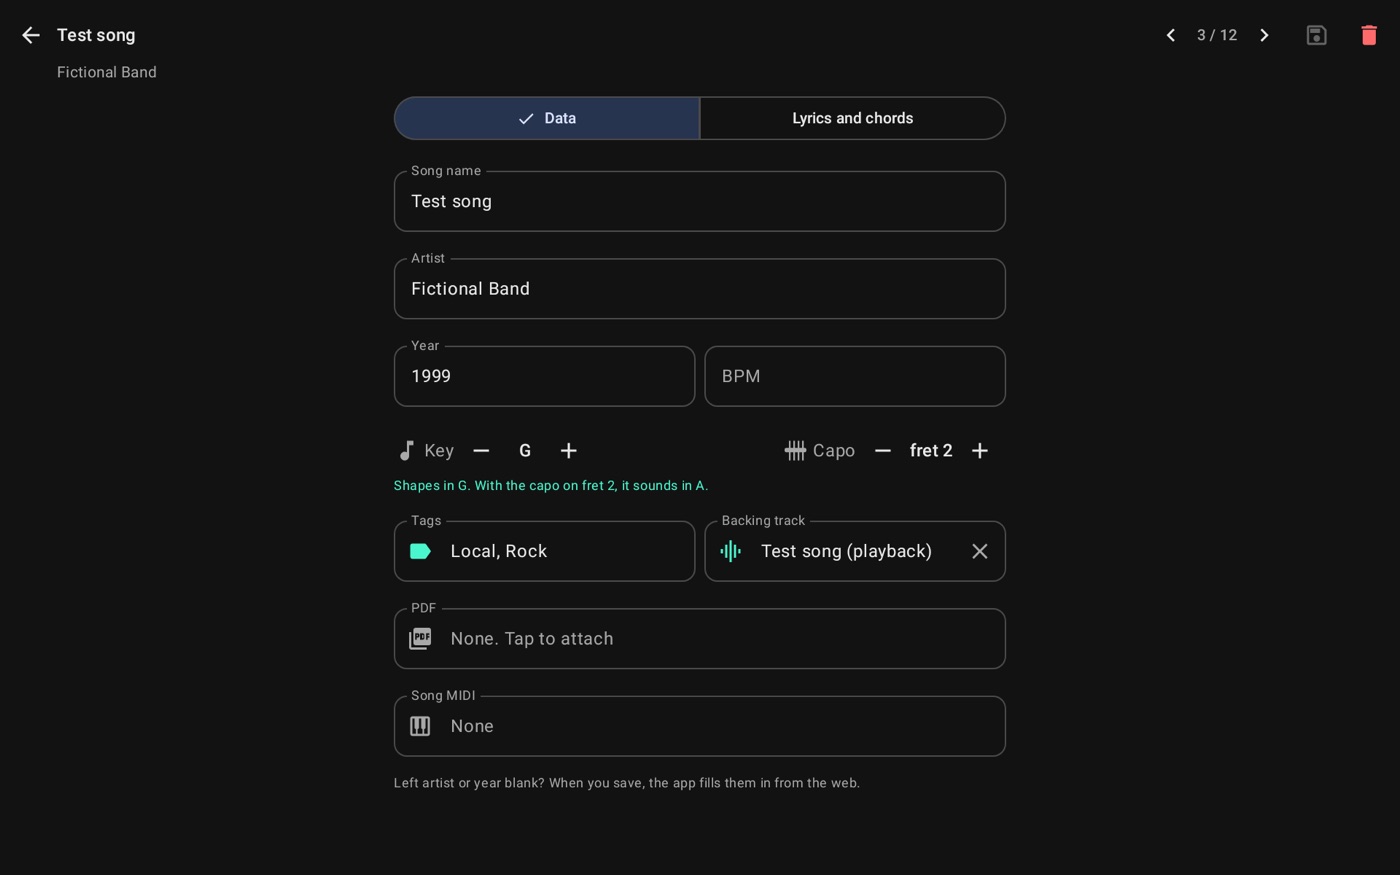 Test song
3 / 12
Fictional Band
Data
Lyrics and chords
Song name
Test song
Artist
Fictional Band
Year
1999
BPM
Key
G
Capo
fret 2
Shapes in G. With the capo on fret 2, it sounds in A.
Tags
Local, Rock
Backing track
Test song (playback)
PDF
PDF
None. Tap to attach
Song MIDI
None
Left artist or year blank? When you save, the app fills them in from the web.